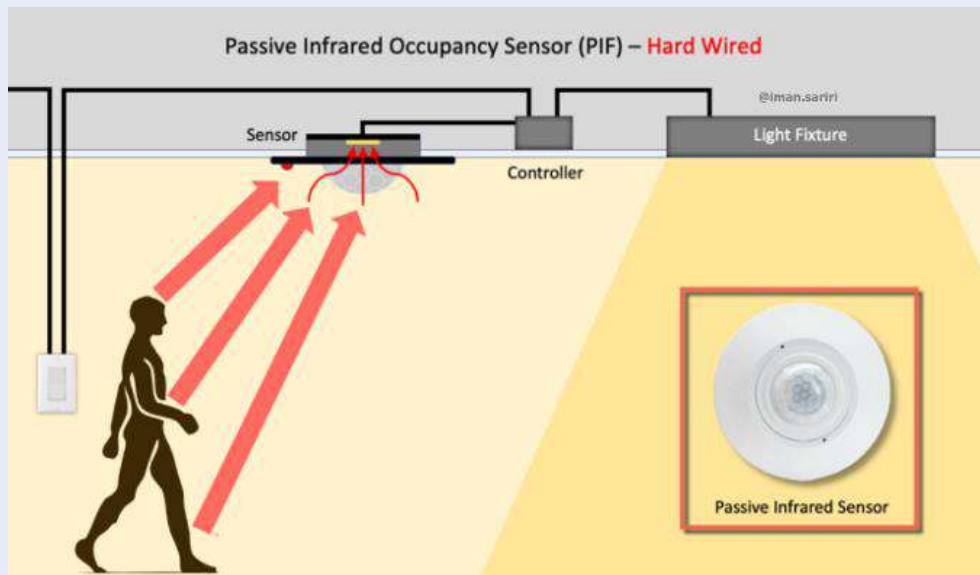 Passive Infrared Occupancy Sensor (PIF) – Hard Wired
@iman.sariri
Sensor
Light Fixture
Controller
Passive Infrared Sensor